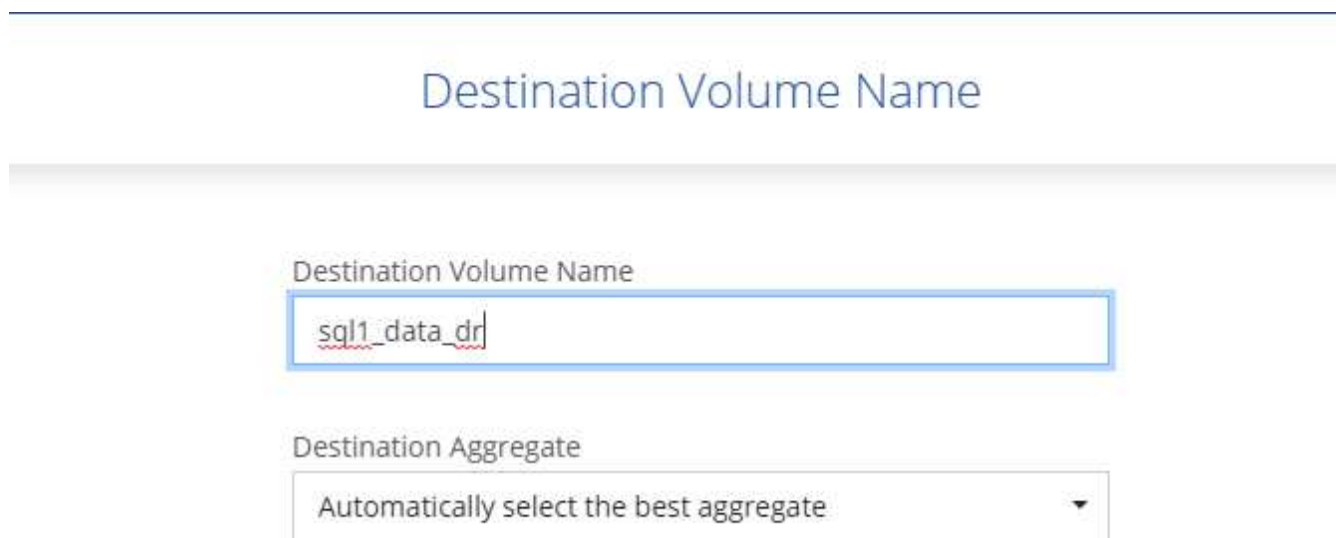 Destination Volume Name
Destination Volume Name
sql1_data_dr
Destination Aggregate
Automatically select the best aggregate